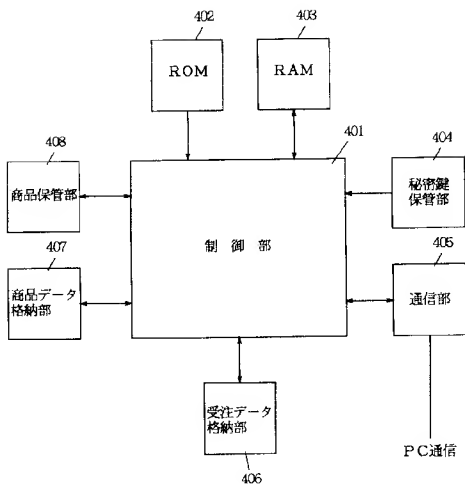 402
403
ROM
RAM
401
408
404
商品保管部
秘密鍵
保管部
407
405
制御部
商品データ
格納部
通信部
受注データ
格納部
406
PC通信